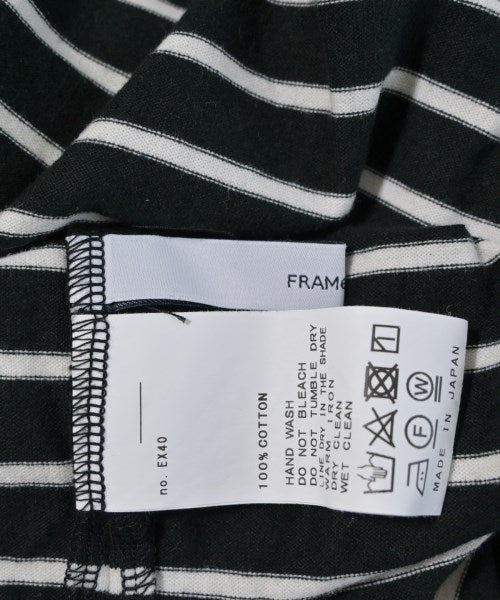 FRAMe
no. EX40
100% COTTON
HAND WASH
DO NOT BLEACH
DO NOT TUMBLE DRY
LINE DRY IN THE SHADE
WARM IRON
DRY CLEAN
WET CLEAN
F
W
MADE IN JAPAN